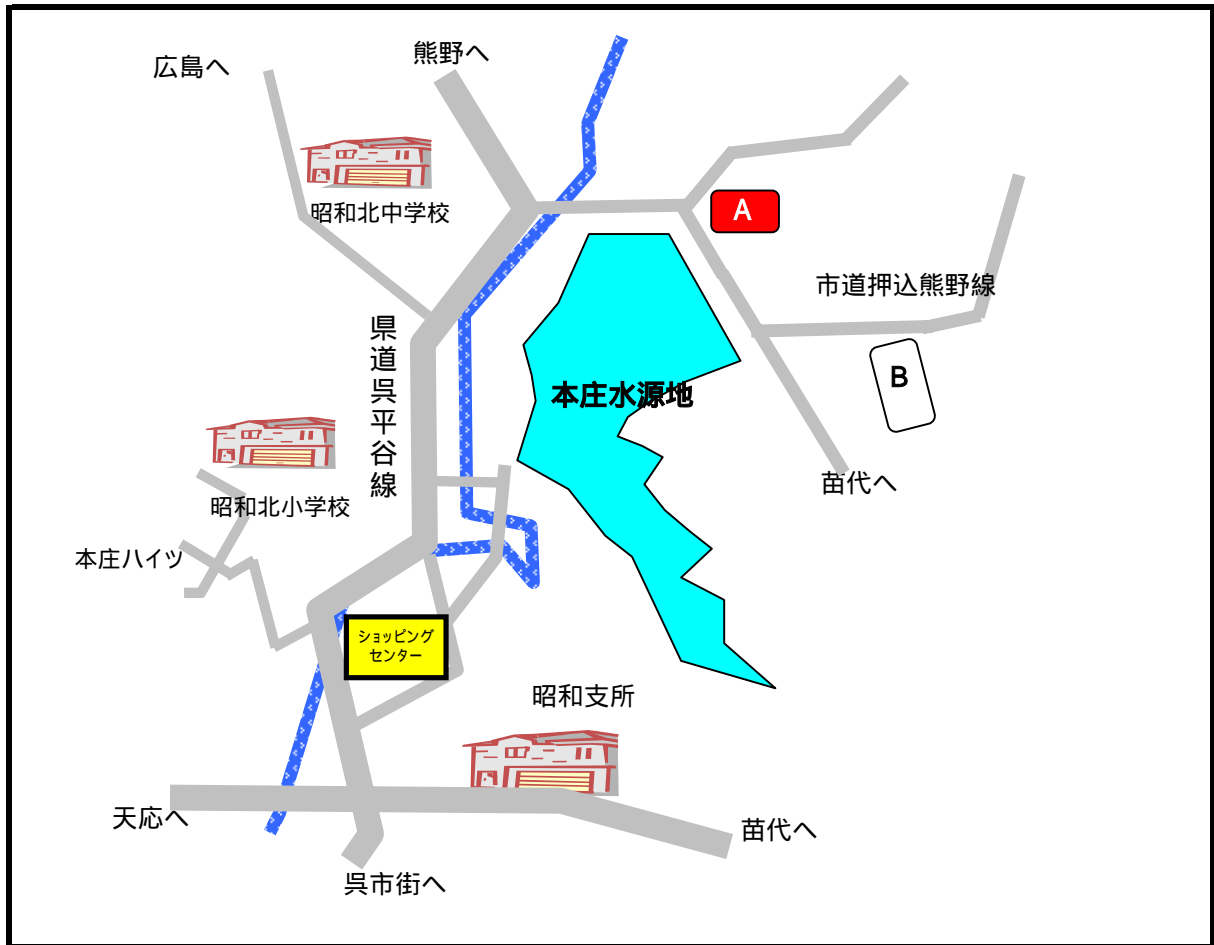 熊野へ
広島へ
昭和北中学校
A
市道押込熊野線
県道呉平谷線
B
本庄水源地
苗代へ
昭和北小学校
本庄ハイツ
ショッピング
センター
昭和支所
天応へ
苗代へ
呉市街へ